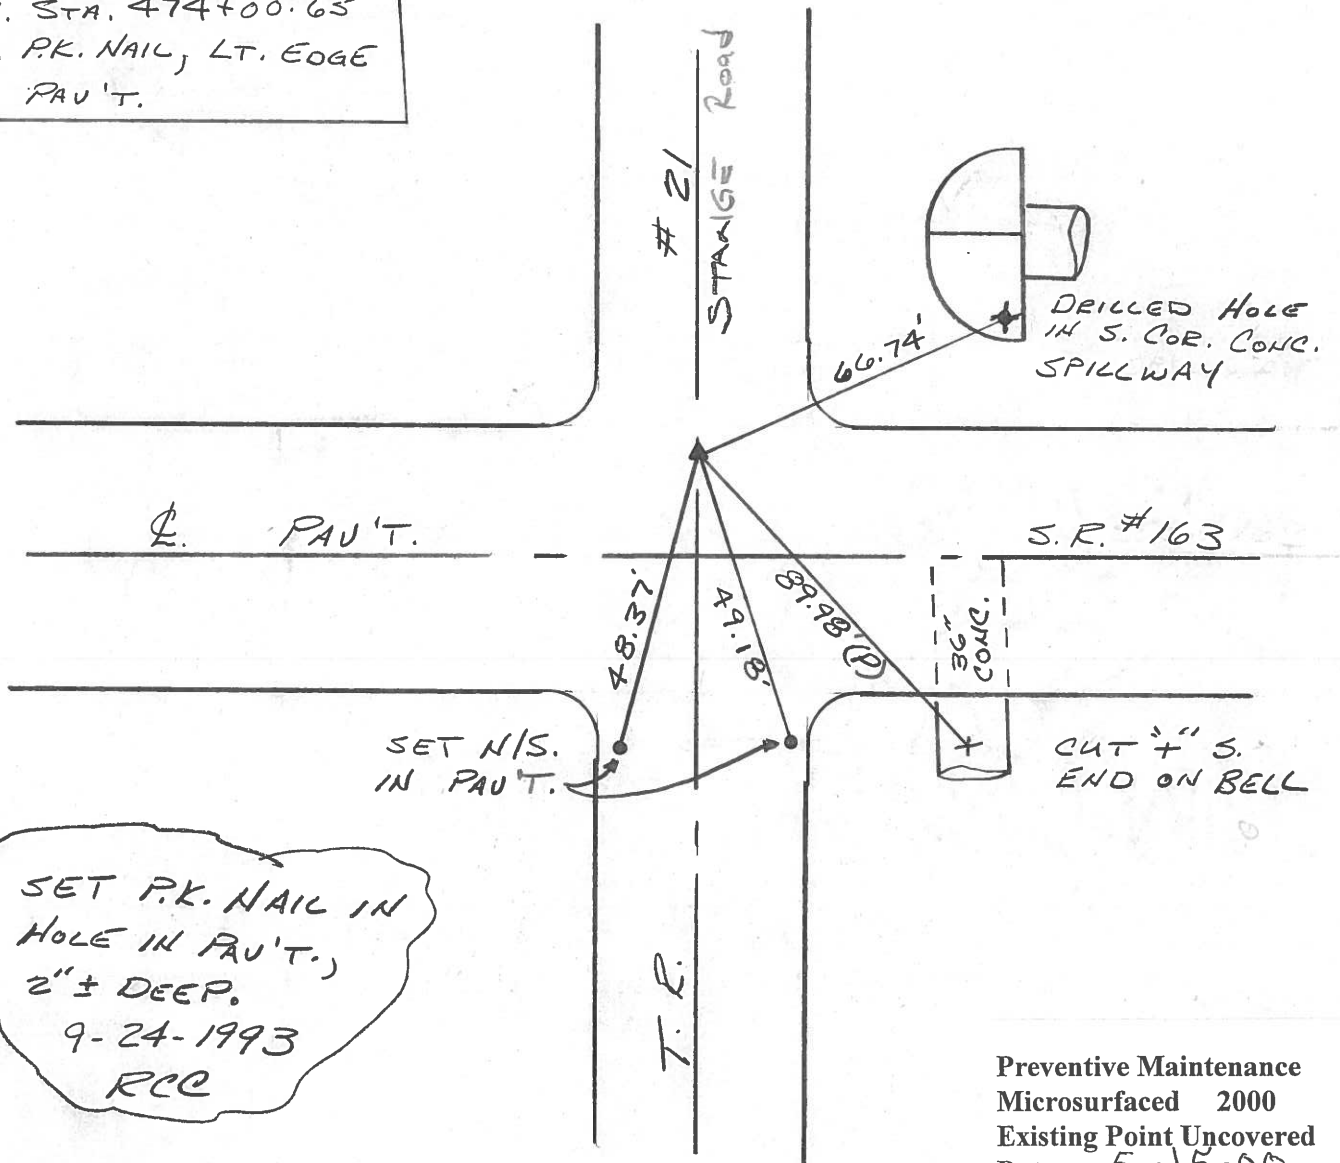 . STA. 474+00.65
. P.K. NAIL, LT. EDGE
PAV'T.
# 21
STANGE Road
DRILLED HOLE
IN S. COR. CONC.
SPILLWAY
66.74'
℄. PAV'T.
S.R. #163
48.37'
49.18'
89.98'(P)
36" CONC.
SET N/S.
IN PAV'T.
CUT "+" S.
END ON BELL
SET P.K. NAIL IN
HOLE IN PAV'T.,
2"± DEEP.
9-24-1993
RCC
T.R.
Preventive Maintenance
Microsurfaced 2000
Existing Point Uncovered